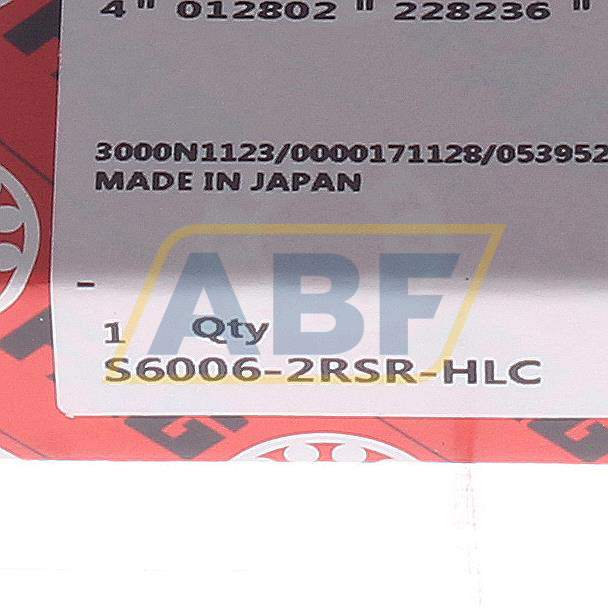 4 " 012802 " 228236 "
3000N1123/0000171128/053952
MADE IN JAPAN
-
ABF
1 Qty
S6006-2RSR-HLC